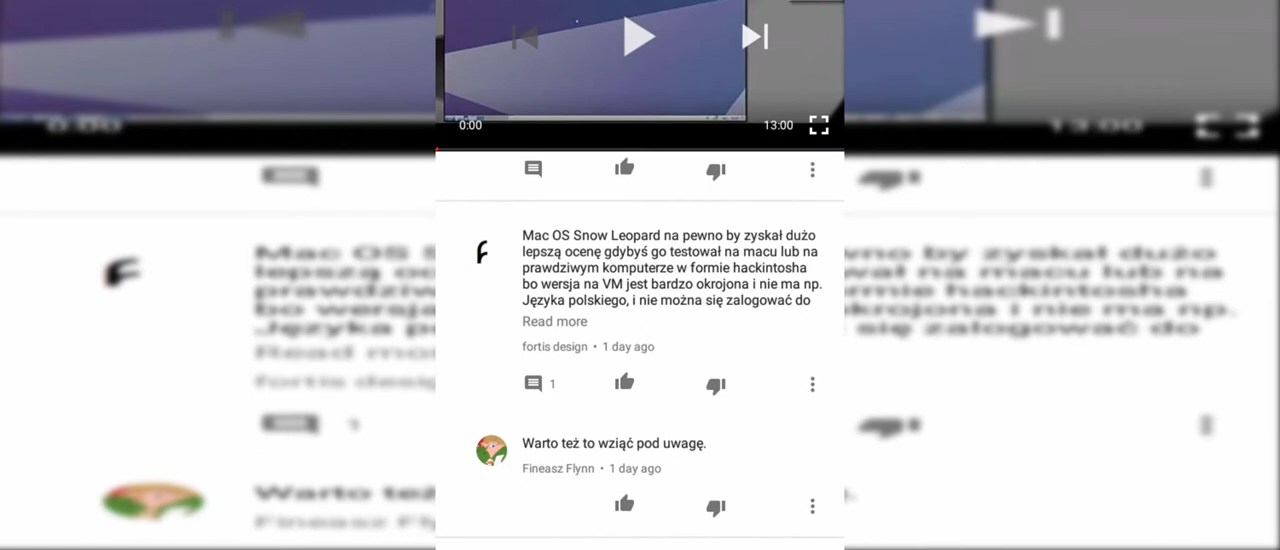 0:00
13:00
Mac OS Snow Leopard na pewno by zyskał dużo
lepszą ocenę gdybyś go testował na macu lub na
prawdziwym komputerze w formie hackintosha
bo wersja na VM jest bardzo okrojona i nie ma np.
Języka polskiego, i nie można się zalogować do
Read more
fortis design • 1 day ago
1
Warto też to wziąć pod uwagę.
Fineasz Flynn • 1 day ago